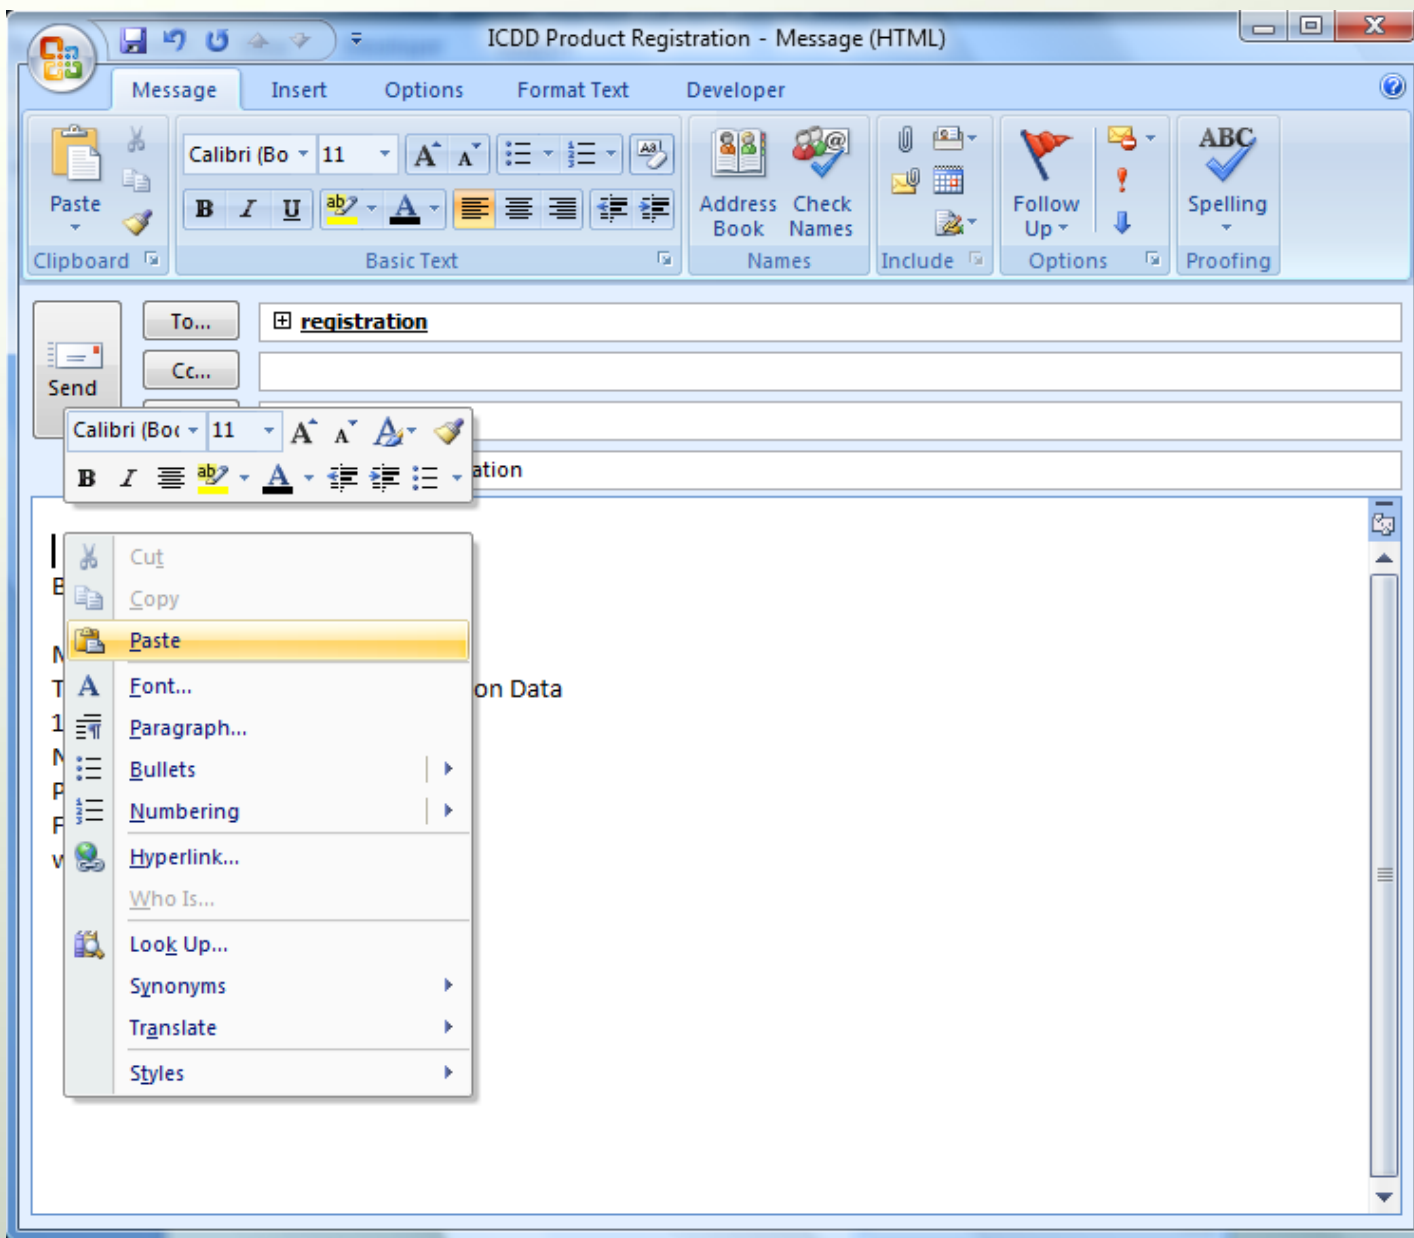 ICDD Product Registration - Message (HTML)
Message Insert Options Format Text Developer
Calibri (Bo 11
Paste
Address Book
Check Names
Follow Up
ABC
Spelling
Clipboard Basic Text Names Include Options Proofing
Send
To... registration
Cc...
Calibri (Boc 11
ation
Cut
B
Copy
Paste
N
Font...
T on Data
Paragraph...
1
Bullets
N
P
Numbering
F
Hyperlink...
w
Who Is...
Look Up...
Synonyms
Translate
Styles